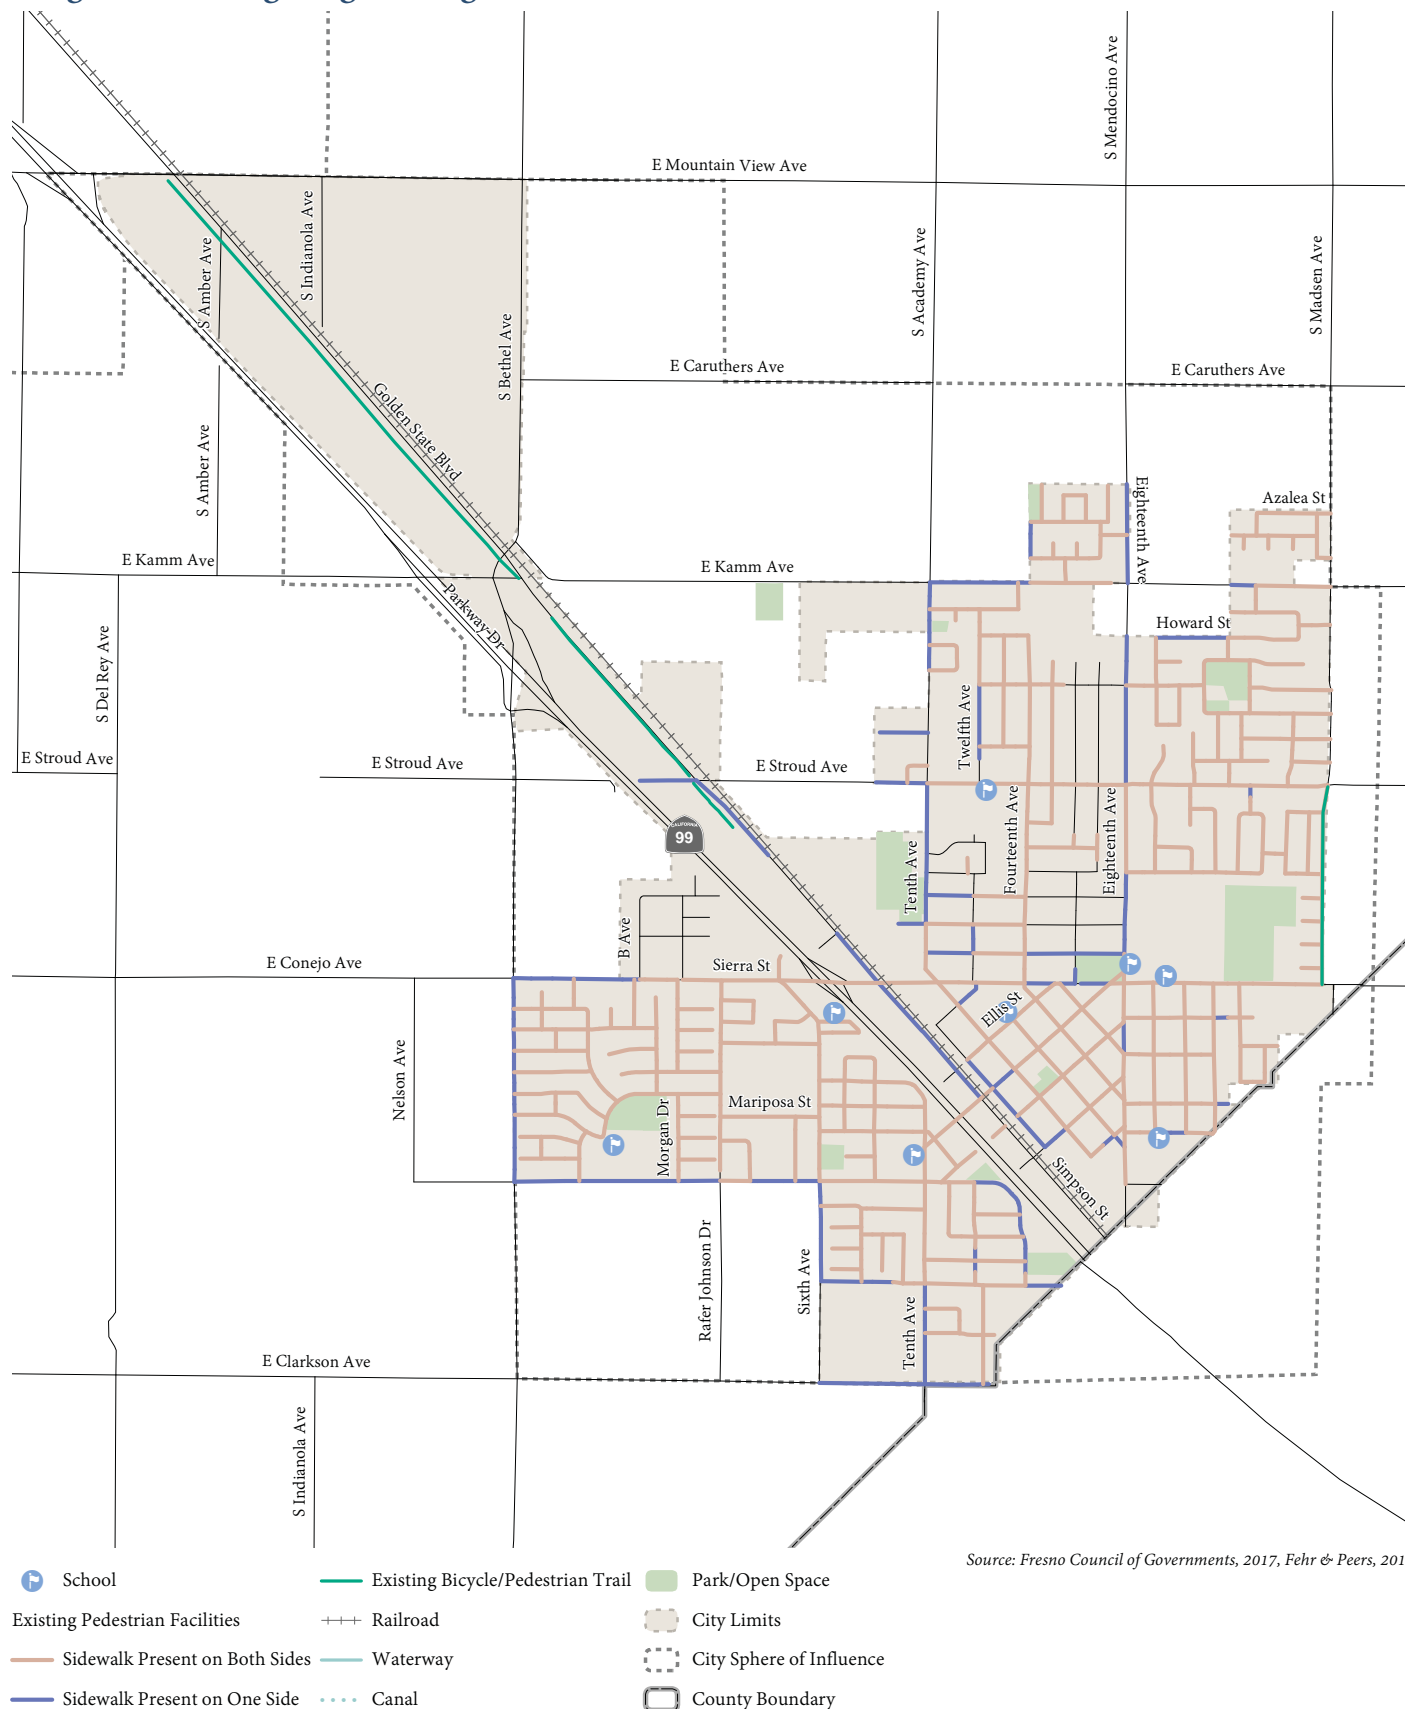 E Mountain View Ave
S Mendocino Ave
S Indianola Ave
S Amber Ave
S Academy Ave
S Madsen Ave
S Bethel Ave
E Caruthers Ave
E Caruthers Ave
Golden State Blvd
S Amber Ave
Eighteenth Ave
Azalea St
E Kamm Ave
E Kamm Ave
Parkway Dr
Howard St
S Del Rey Ave
Twelfth Ave
E Stroud Ave
E Stroud Ave
E Stroud Ave
CALIFORNIA
99
Tenth Ave
Fourteenth Ave
Eighteenth Ave
B Ave
E Conejo Ave
Sierra St
Ellis St
Nelson Ave
Mariposa St
Morgan Dr
Simpson St
Rafer Johnson Dr
Sixth Ave
Tenth Ave
E Clarkson Ave
S Indianola Ave
Source: Fresno Council of Governments, 2017, Fehr & Peers, 201
School
Existing Bicycle/Pedestrian Trail
Park/Open Space
Existing Pedestrian Facilities
Railroad
City Limits
Sidewalk Present on Both Sides
Waterway
City Sphere of Influence
Sidewalk Present on One Side
Canal
County Boundary